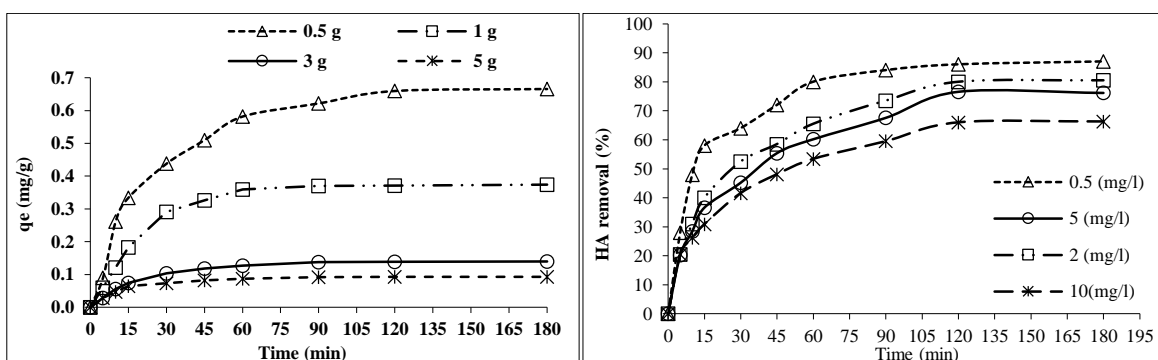 0.5 g 1 g
3 g 5 g
qe (mg/g)
0.7
0.6
0.5
0.4
0.3
0.2
0.1
0.0
0 15 30 45 60 75 90 105 120 135 150 165 180
Time (min)
HA removal (%)
100
90
80
70
60
50
40
30
20
10
0
0.5 (mg/l)
5 (mg/l)
2 (mg/l)
10(mg/l)
0 15 30 45 60 75 90 105 120 135 150 165 180 195
Time (min)